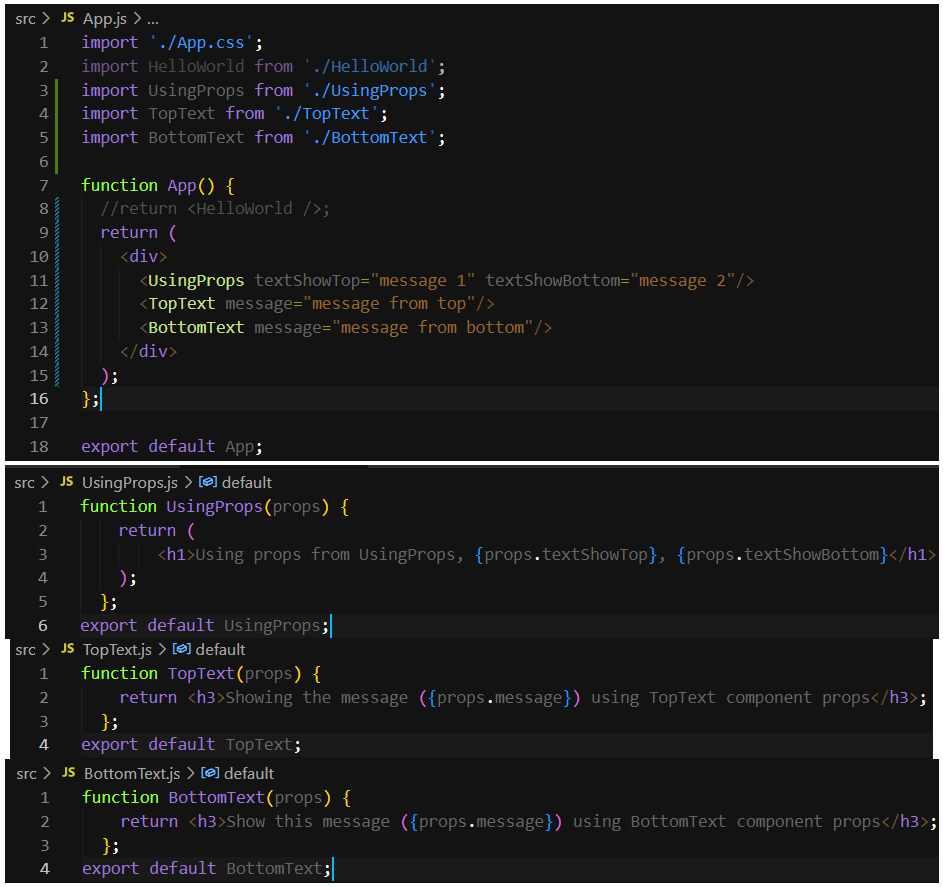 src > JS App.js > ...
1 import './App.css';
2 import HelloWorld from './HelloWorld';
3 import UsingProps from './UsingProps';
4 import TopText from './TopText';
5 import BottomText from './BottomText';
6
7 function App() {
8 //return <HelloWorld />;
9 return (
10 <div>
11 <UsingProps textShowTop="message 1" textShowBottom="message 2"/>
12 <TopText message="message from top"/>
13 <BottomText message="message from bottom"/>
14 </div>
15 );
16 };
17
18 export default App;
src > JS UsingProps.js > default
1 function UsingProps(props) {
2 return (
3 <h1>Using props from UsingProps, {props.textShowTop}, {props.textShowBottom}</h1>
4 );
5 };
6 export default UsingProps;
src > JS TopText.js > default
1 function TopText(props) {
2 return <h3>Showing the message ({props.message}) using TopText component props</h3>;
3 };
4 export default TopText;
src > JS BottomText.js > default
1 function BottomText(props) {
2 return <h3>Show this message ({props.message}) using BottomText component props</h3>;
3 };
4 export default BottomText;